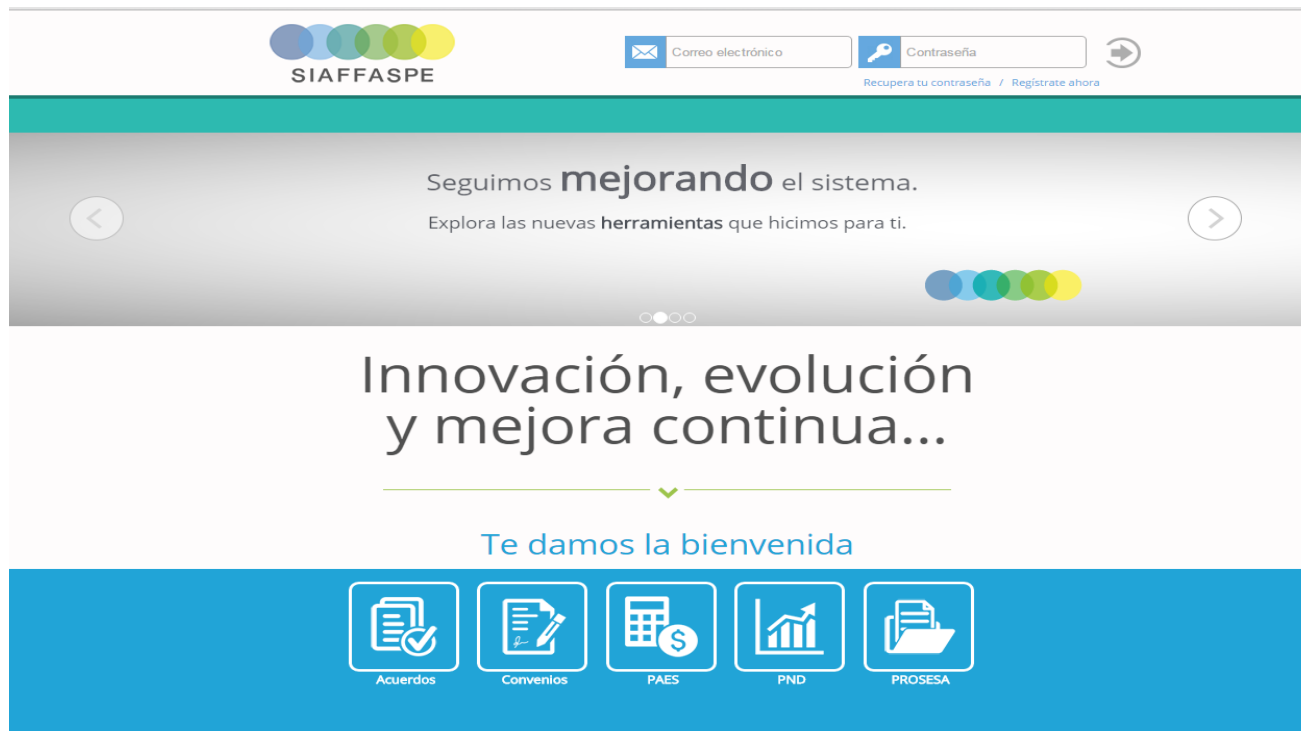 SIAFFASPE
Correo electrónico
Contraseña
Recupera tu contraseña / Regístrate ahora
Seguimos mejorando el sistema.
Explora las nuevas herramientas que hicimos para ti.
Innovación, evolución
y mejora continua...
Te damos la bienvenida
$
Acuerdos
Convenios
PAES
PND
PROSESA